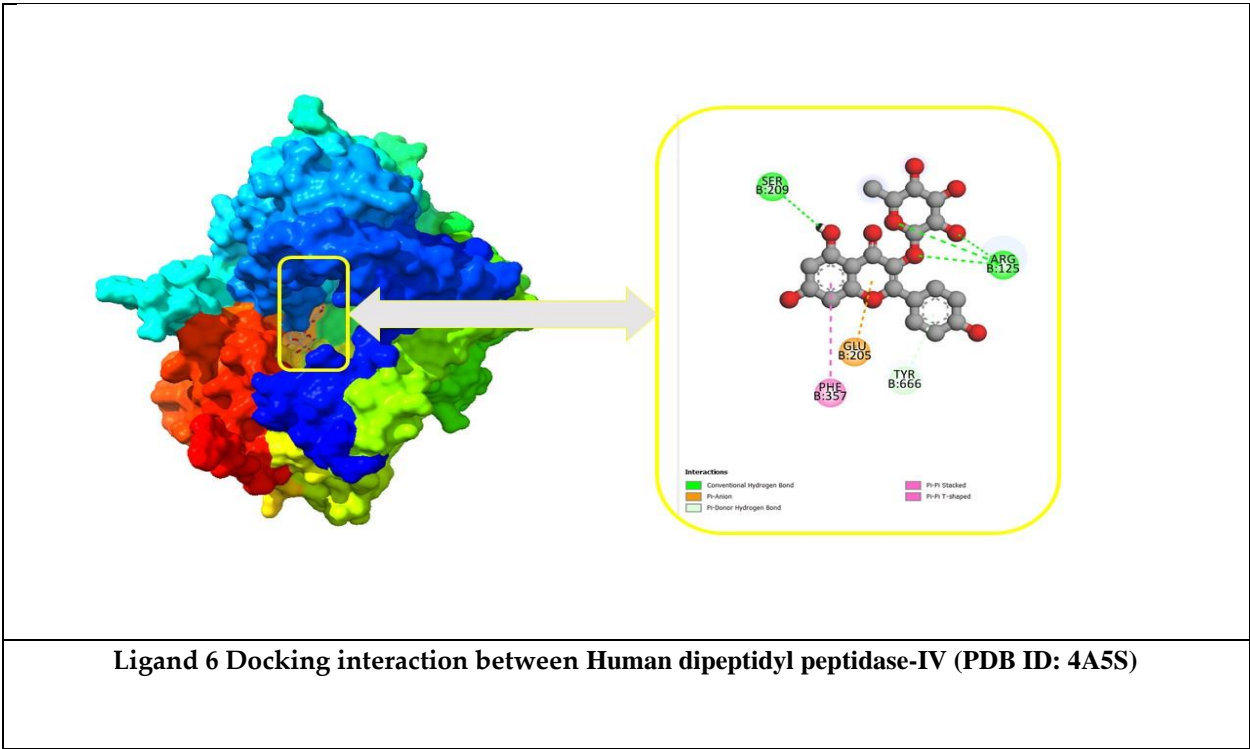 SER
B:209
ARG
B:125
GLU
B:205
TYR
B:666
PHE
B:357
Interactions
Conventional Hydrogen Bond
Pi-Anion
Pi-Donor Hydrogen Bond
Pi-Pi Stacked
Pi-Pi T-shaped
Ligand 6 Docking interaction between Human dipeptidyl peptidase-IV (PDB ID: 4A5S)